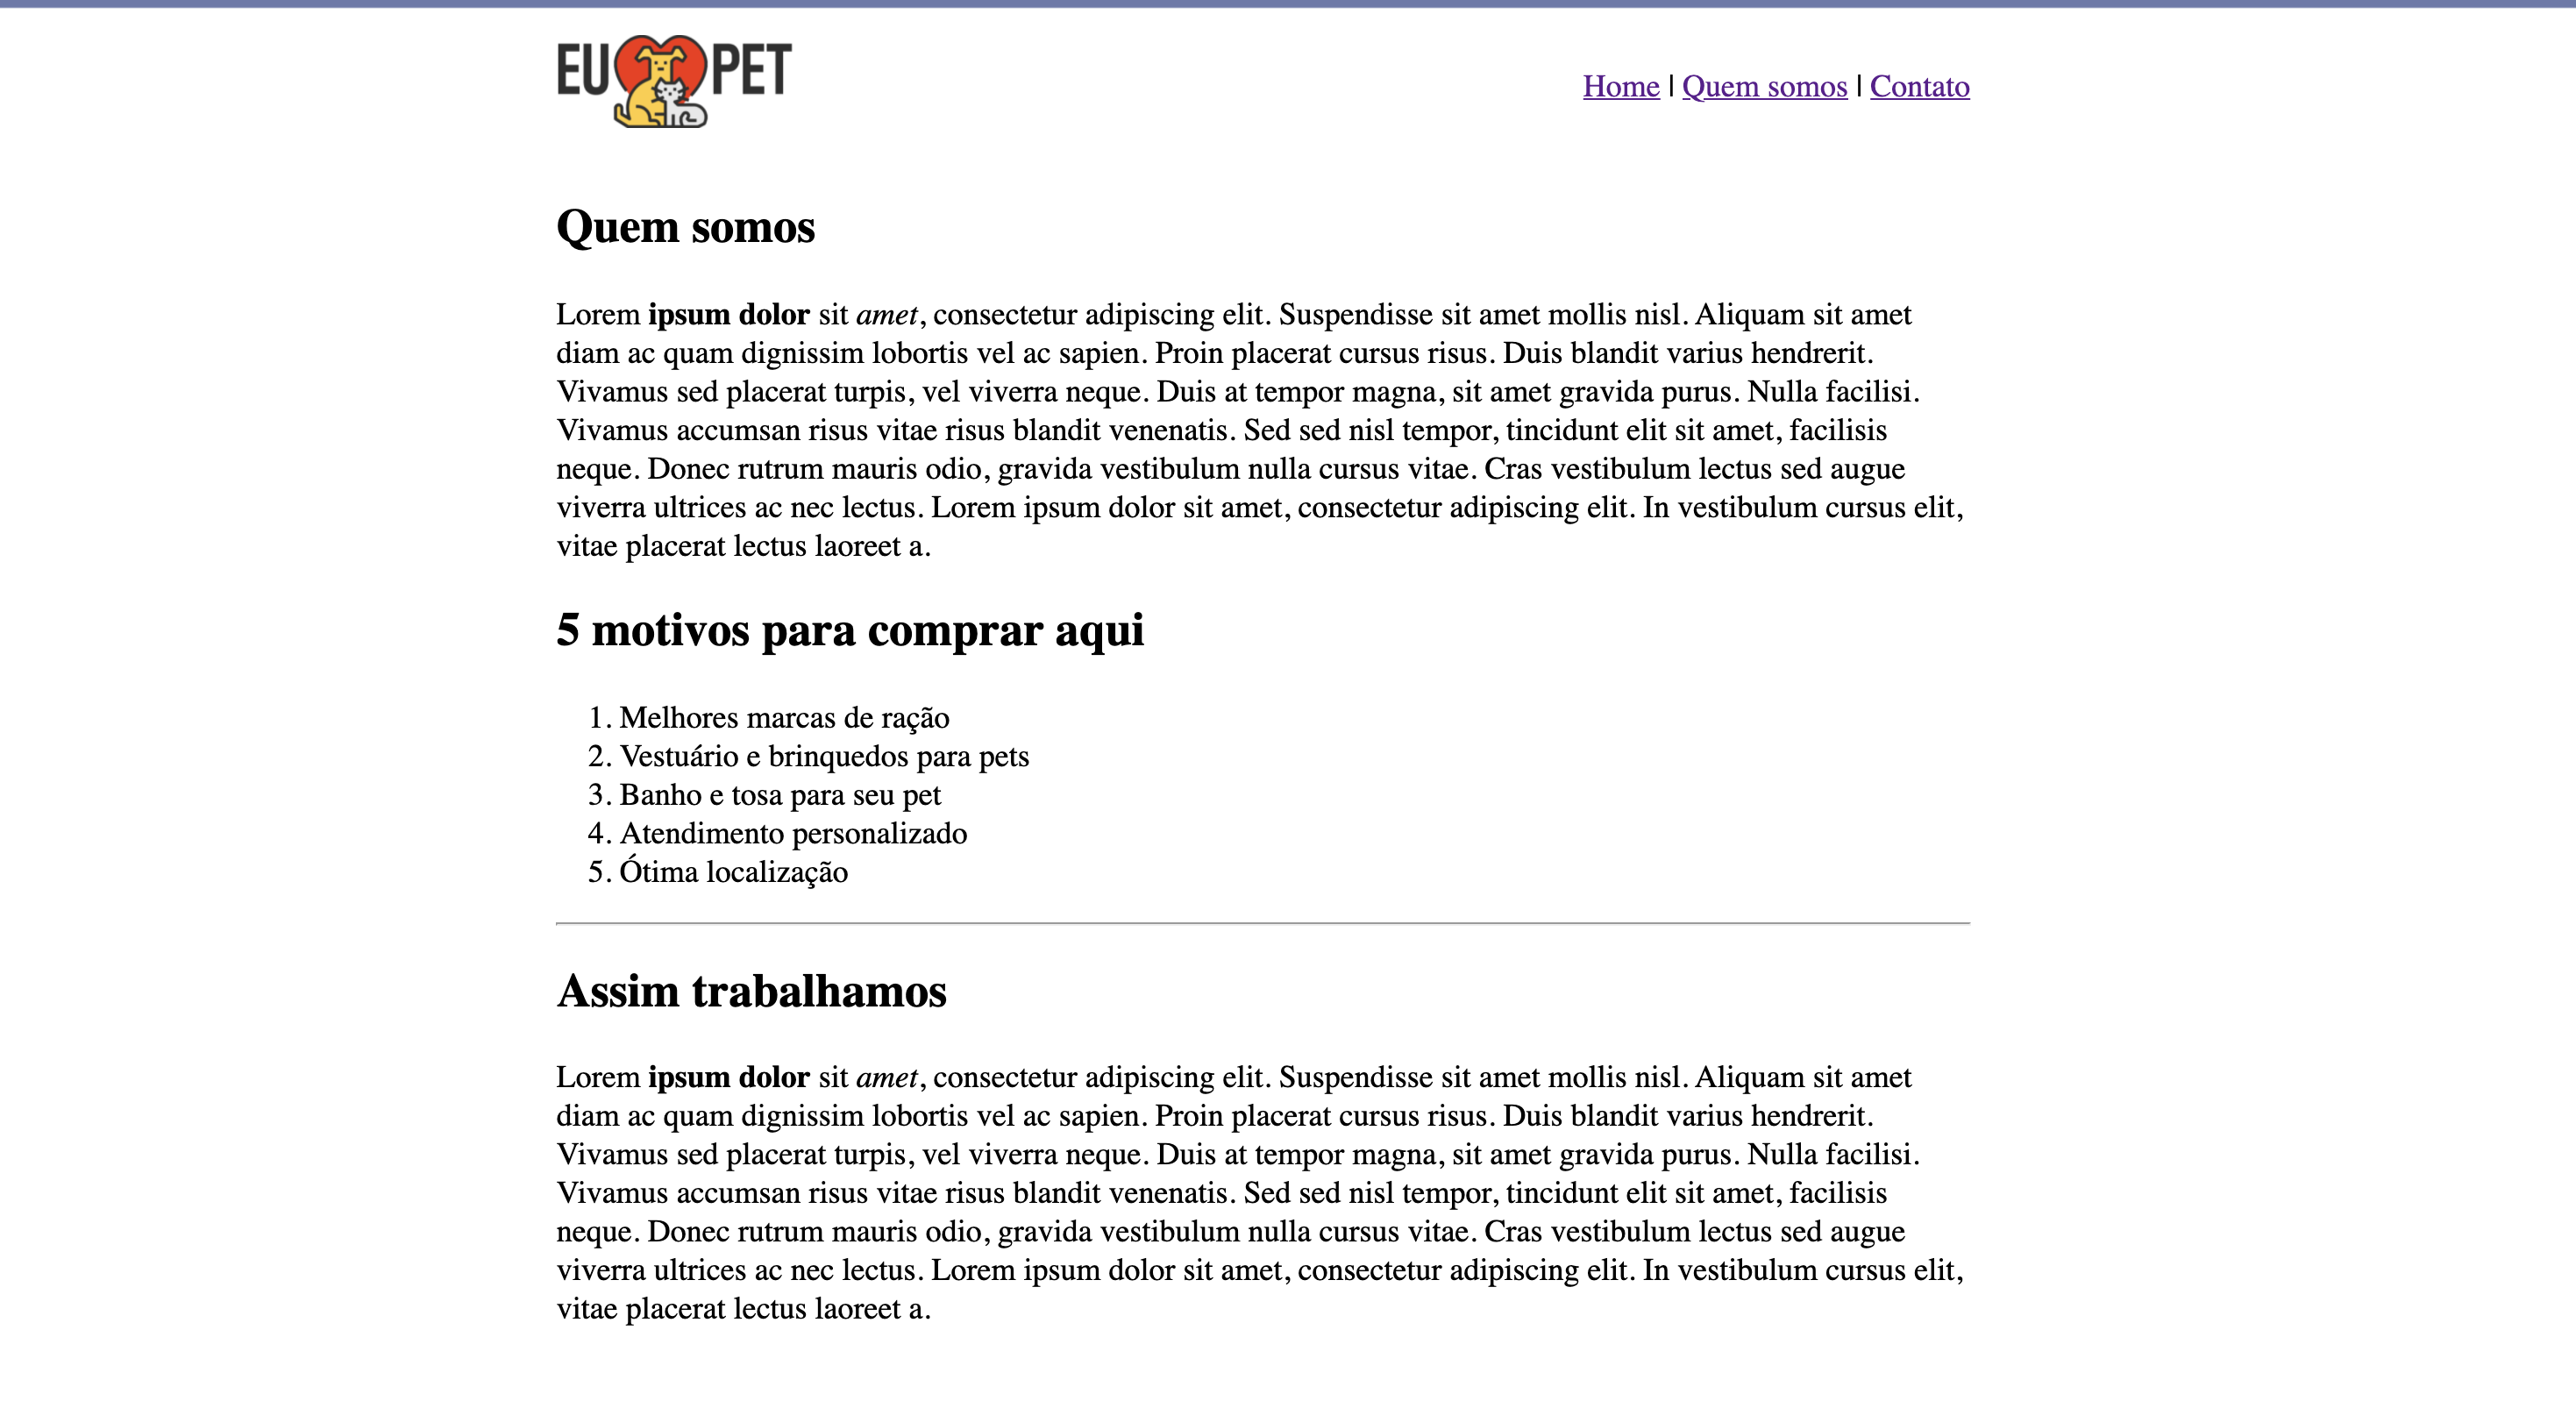 EU PET
Home | Quem somos | Contato
Quem somos
Lorem ipsum dolor sit amet, consectetur adipiscing elit. Suspendisse sit amet mollis nisl. Aliquam sit amet
diam ac quam dignissim lobortis vel ac sapien. Proin placerat cursus risus. Duis blandit varius hendrerit.
Vivamus sed placerat turpis, vel viverra neque. Duis at tempor magna, sit amet gravida purus. Nulla facilisi.
Vivamus accumsan risus vitae risus blandit venenatis. Sed sed nisl tempor, tincidunt elit sit amet, facilisis
neque. Donec rutrum mauris odio, gravida vestibulum nulla cursus vitae. Cras vestibulum lectus sed augue
viverra ultrices ac nec lectus. Lorem ipsum dolor sit amet, consectetur adipiscing elit. In vestibulum cursus elit,
vitae placerat lectus laoreet a.
5 motivos para comprar aqui
1. Melhores marcas de ração
2. Vestuário e brinquedos para pets
3. Banho e tosa para seu pet
4. Atendimento personalizado
5. Ótima localização
Assim trabalhamos
Lorem ipsum dolor sit amet, consectetur adipiscing elit. Suspendisse sit amet mollis nisl. Aliquam sit amet
diam ac quam dignissim lobortis vel ac sapien. Proin placerat cursus risus. Duis blandit varius hendrerit.
Vivamus sed placerat turpis, vel viverra neque. Duis at tempor magna, sit amet gravida purus. Nulla facilisi.
Vivamus accumsan risus vitae risus blandit venenatis. Sed sed nisl tempor, tincidunt elit sit amet, facilisis
neque. Donec rutrum mauris odio, gravida vestibulum nulla cursus vitae. Cras vestibulum lectus sed augue
viverra ultrices ac nec lectus. Lorem ipsum dolor sit amet, consectetur adipiscing elit. In vestibulum cursus elit,
vitae placerat lectus laoreet a.